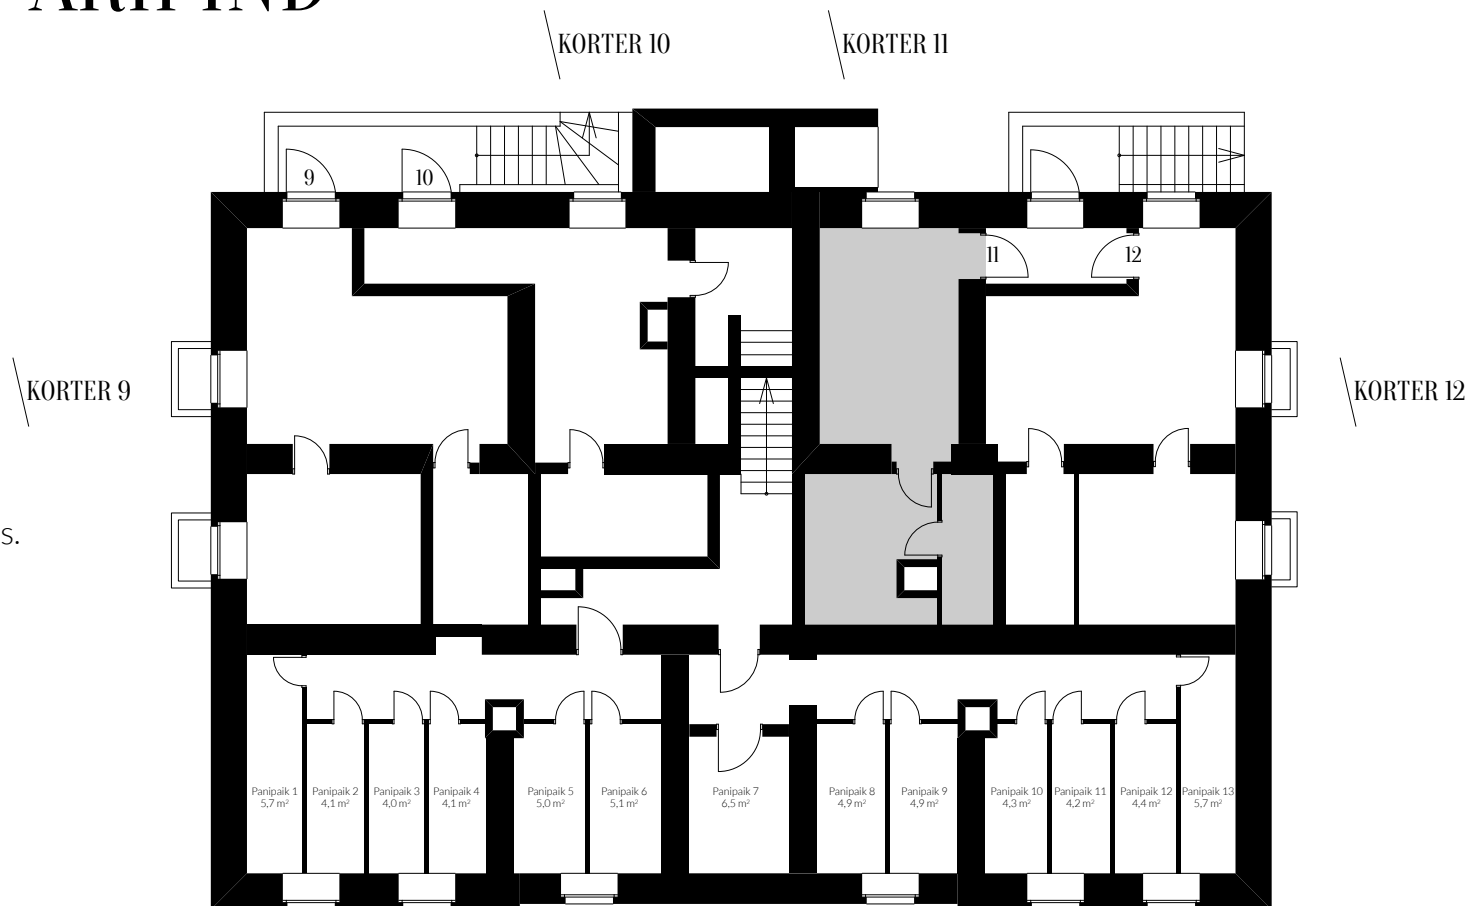 KORTER 10
KORTER 11
9
10
11
12
KORTER 9
KORTER 12
s.
Panipaik 1
5,7 m²
Panipaik 2
4,1 m²
Panipaik 3
4,0 m²
Panipaik 4
4,1 m²
Panipaik 5
5,0 m²
Panipaik 6
5,1 m²
Panipaik 7
6,5 m²
Panipaik 8
4,9 m²
Panipaik 9
4,9 m²
Panipaik 10
4,3 m²
Panipaik 11
4,2 m²
Panipaik 12
4,4 m²
Panipaik 13
5,7 m²